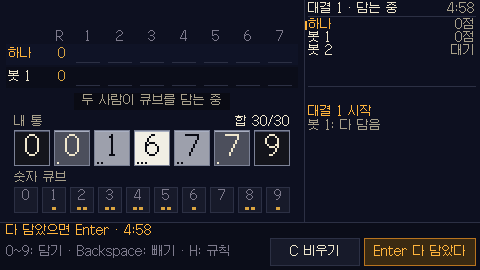 R 1 2 3 4 5 6 7
하나 0
봇 1 0
두 사람이 큐브를 담는 중
내 통 합 30/30
0 0 1 6 7 7 9
숫자 큐브
0 1 2 3 4 5 6 7 8 9
다 담았으면 Enter · 4:58
0~9: 담기 · Backspace: 빼기 · H: 규칙
C 비우기
Enter 다 담았다
대결 1 · 담는 중 4:58
하나 0점
봇 1 0점
봇 2 대기
대결 1 시작
봇 1: 다 담음